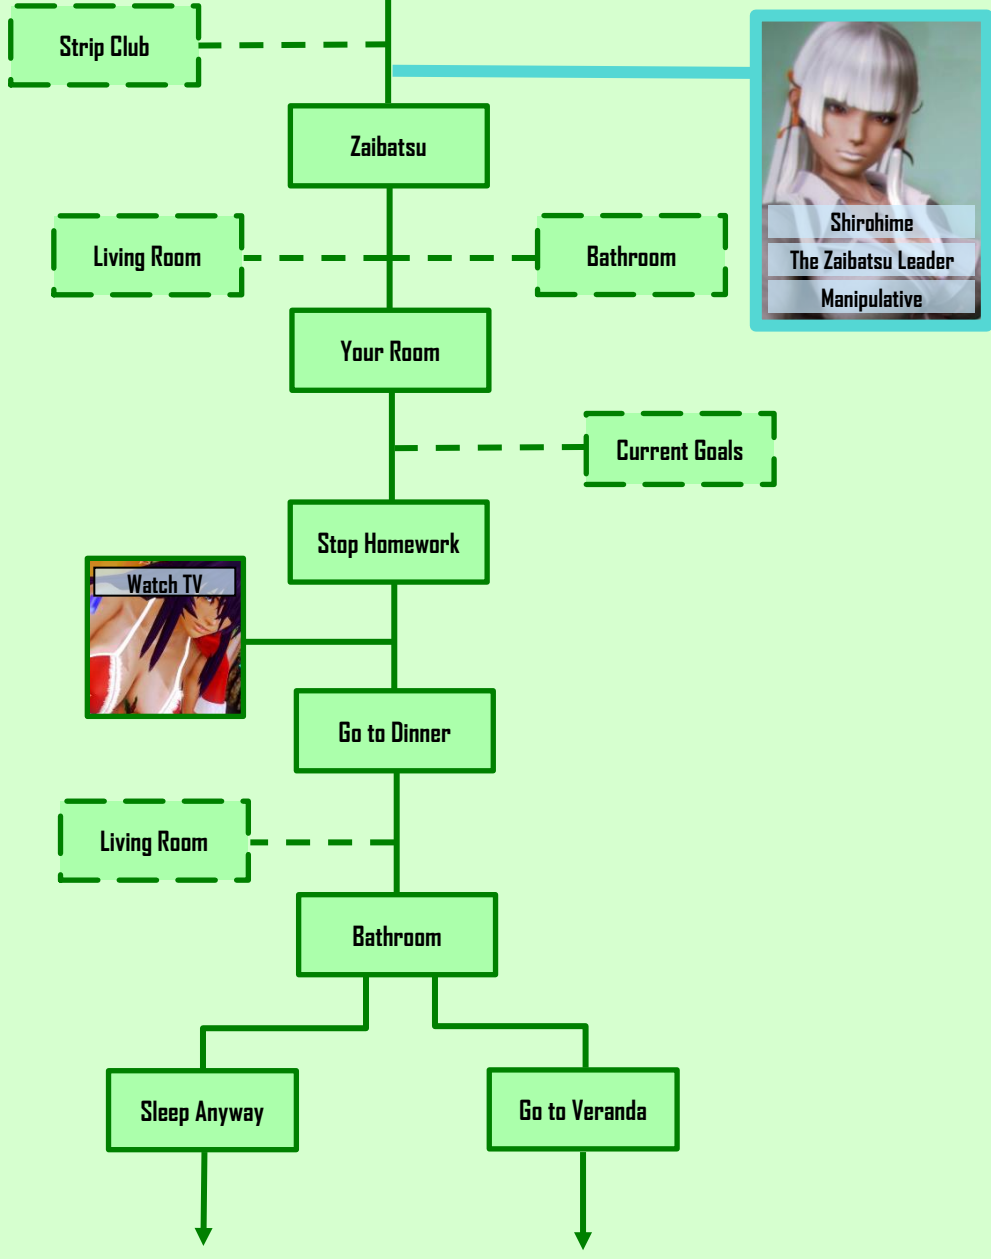 Strip Club
Zaibatsu
Shirohime
The Zaibatsu Leader
Manipulative
Living Room
Bathroom
Your Room
Current Goals
Stop Homework
Watch TV
Go to Dinner
Living Room
Bathroom
Sleep Anyway
Go to Veranda